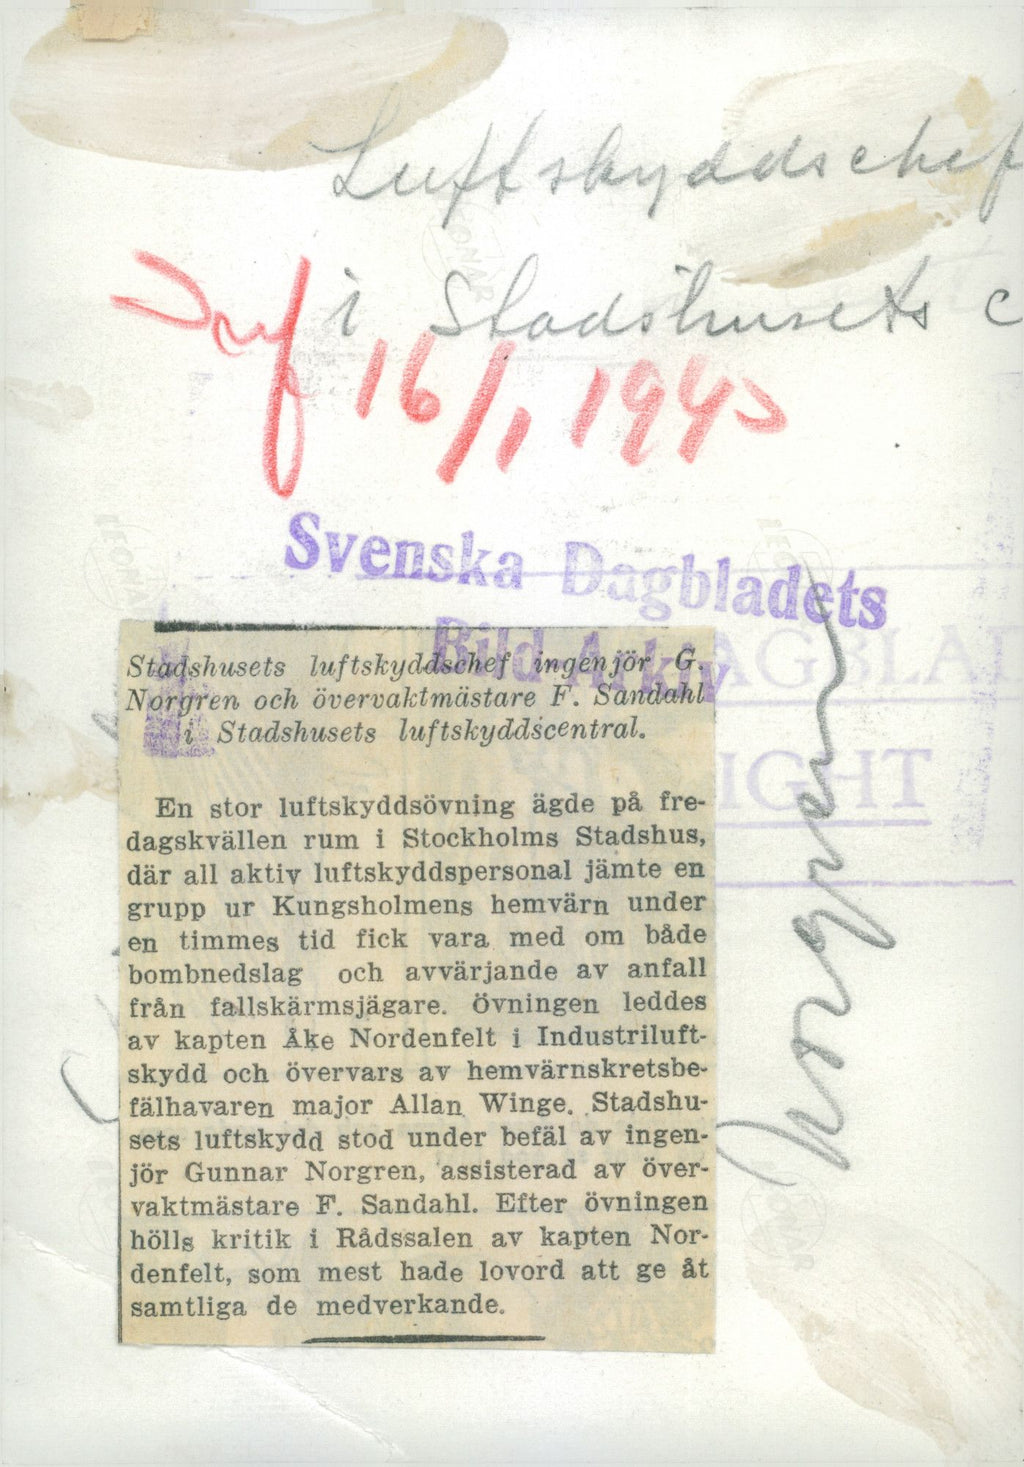 Luftskyddschef
i Stadshusets c
Inf 16/1 1943
Svenska Dagbladets
Bild Arkiv
DAGBLAD
COPYRIGHT
Norgren
Stadshusets luftskyddschef ingenjör G.
Norgren och övervaktmästare F. Sandahl
i Stadshusets luftskyddscentral.
En stor luftskyddsövning ägde på fre-
dagskvällen rum i Stockholms Stadshus,
där all aktiv luftskyddspersonal jämte en
grupp ur Kungsholmens hemvärn under
en timmes tid fick vara med om både
bombnedslag och avvärjande av anfall
från fallskärmsjägare. Övningen leddes
av kapten Åke Nordenfelt i Industriluft-
skydd och övervars av hemvärnskretsbe-
fälhavaren major Allan Winge. Stadshu-
sets luftskydd stod under befäl av ingen-
jör Gunnar Norgren, assisterad av över-
vaktmästare F. Sandahl. Efter övningen
hölls kritik i Rådssalen av kapten Nor-
denfelt, som mest hade lovord att ge åt
samtliga de medverkande.